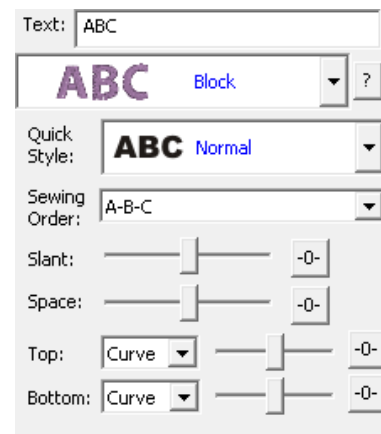 Text: ABC
ABC Block ?
Quick Style: ABC Normal
Sewing Order: A-B-C
Slant: -0-
Space: -0-
Top: Curve -0-
Bottom: Curve -0-